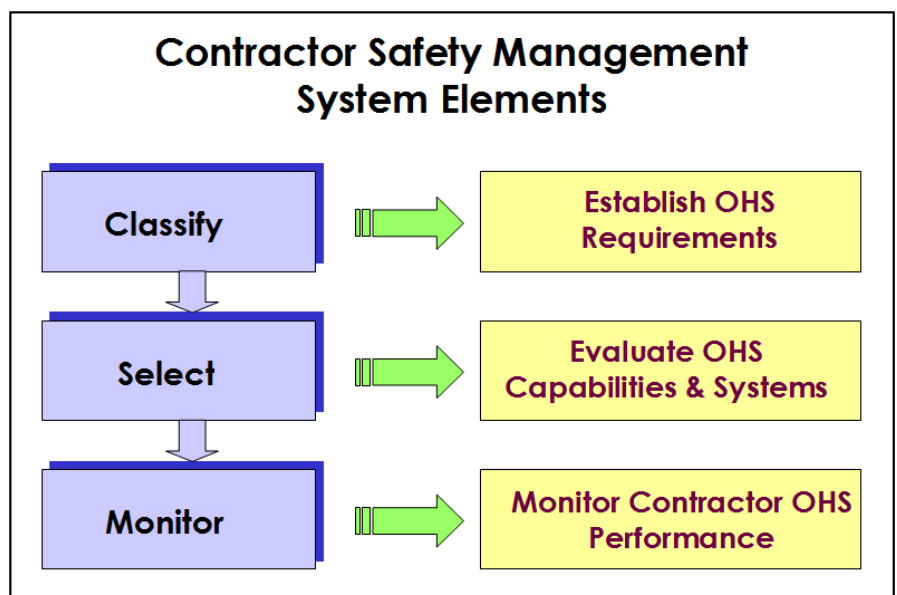 Contractor Safety Management
System Elements
Classify
Establish OHS
Requirements
Select
Evaluate OHS
Capabilities & Systems
Monitor
Monitor Contractor OHS
Performance